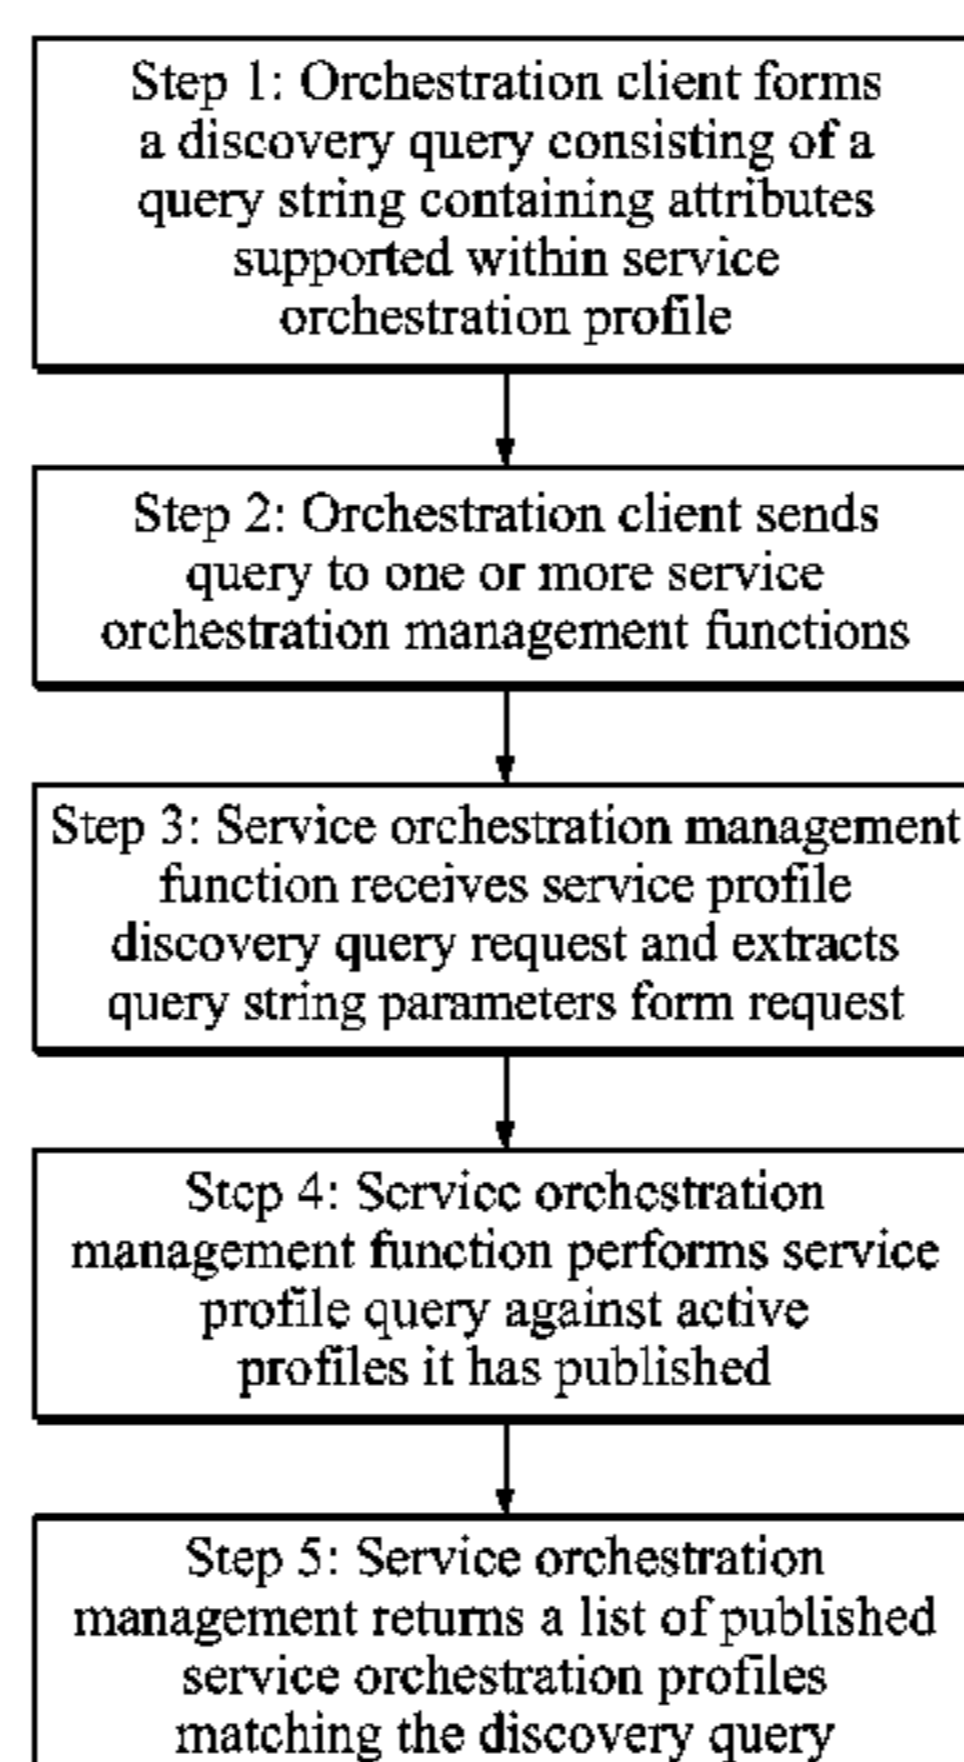 Step 1: Orchestration client forms
a discovery query consisting of a
query string containing attributes
supported within service
orchestration profile
Step 2: Orchestration client sends
query to one or more service
orchestration management functions
Step 3: Service orchestration management
function receives service profile
discovery query request and extracts
query string parameters form request
Step 4: Service orchestration
management function performs service
profile query against active
profiles it has published
Step 5: Service orchestration
management returns a list of published
service orchestration profiles
matching the discovery query